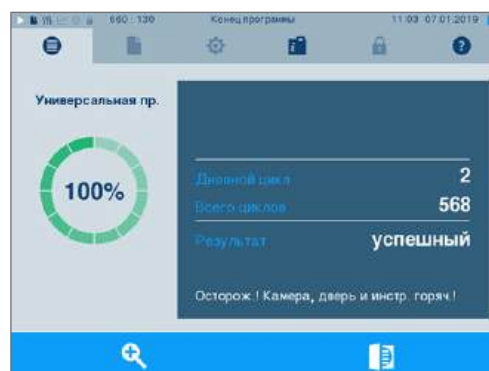 660 : 130 Конец программы 11:03 07.01.2019
Универсальная пр.
100%
Дневной цикл 2
Всего циклов 568
Результат успешный
Осторож.! Камера, дверь и инстр. горяч.!